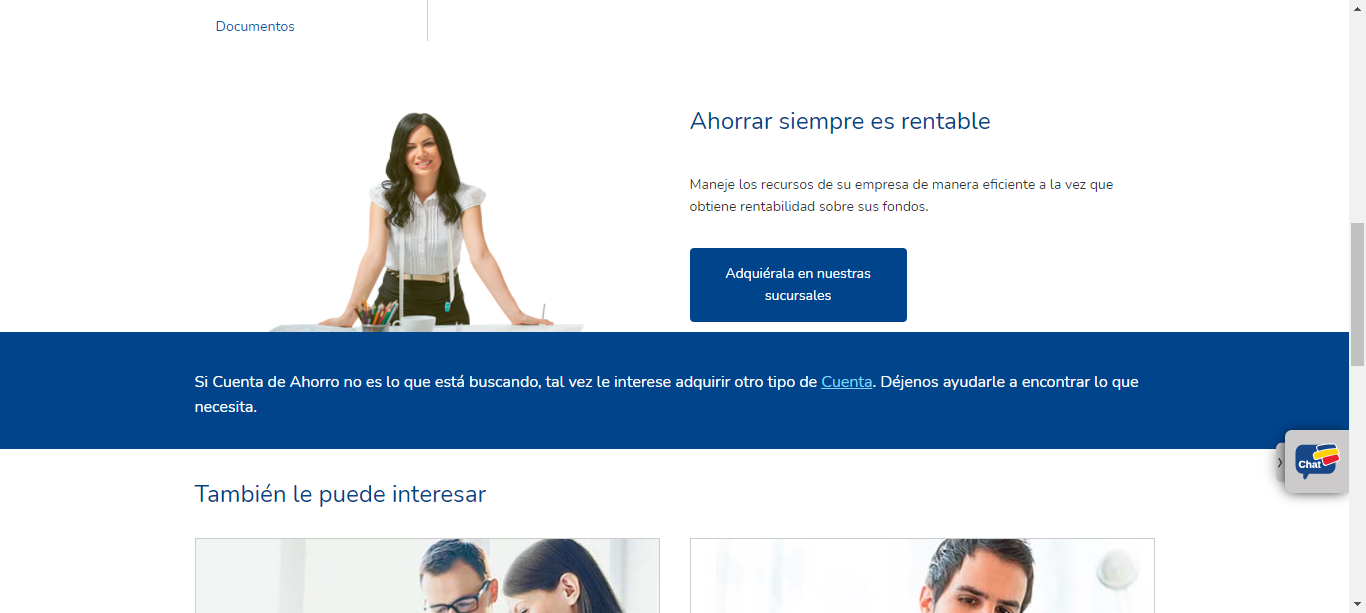 Documentos
Ahorrar siempre es rentable
Maneje los recursos de su empresa de manera eficiente a la vez que
obtiene rentabilidad sobre sus fondos.
Adquiérala en nuestras
sucursales
Si Cuenta de Ahorro no es lo que está buscando, tal vez le interese adquirir otro tipo de Cuenta. Déjenos ayudarle a encontrar lo que
necesita.
Chat
También le puede interesar